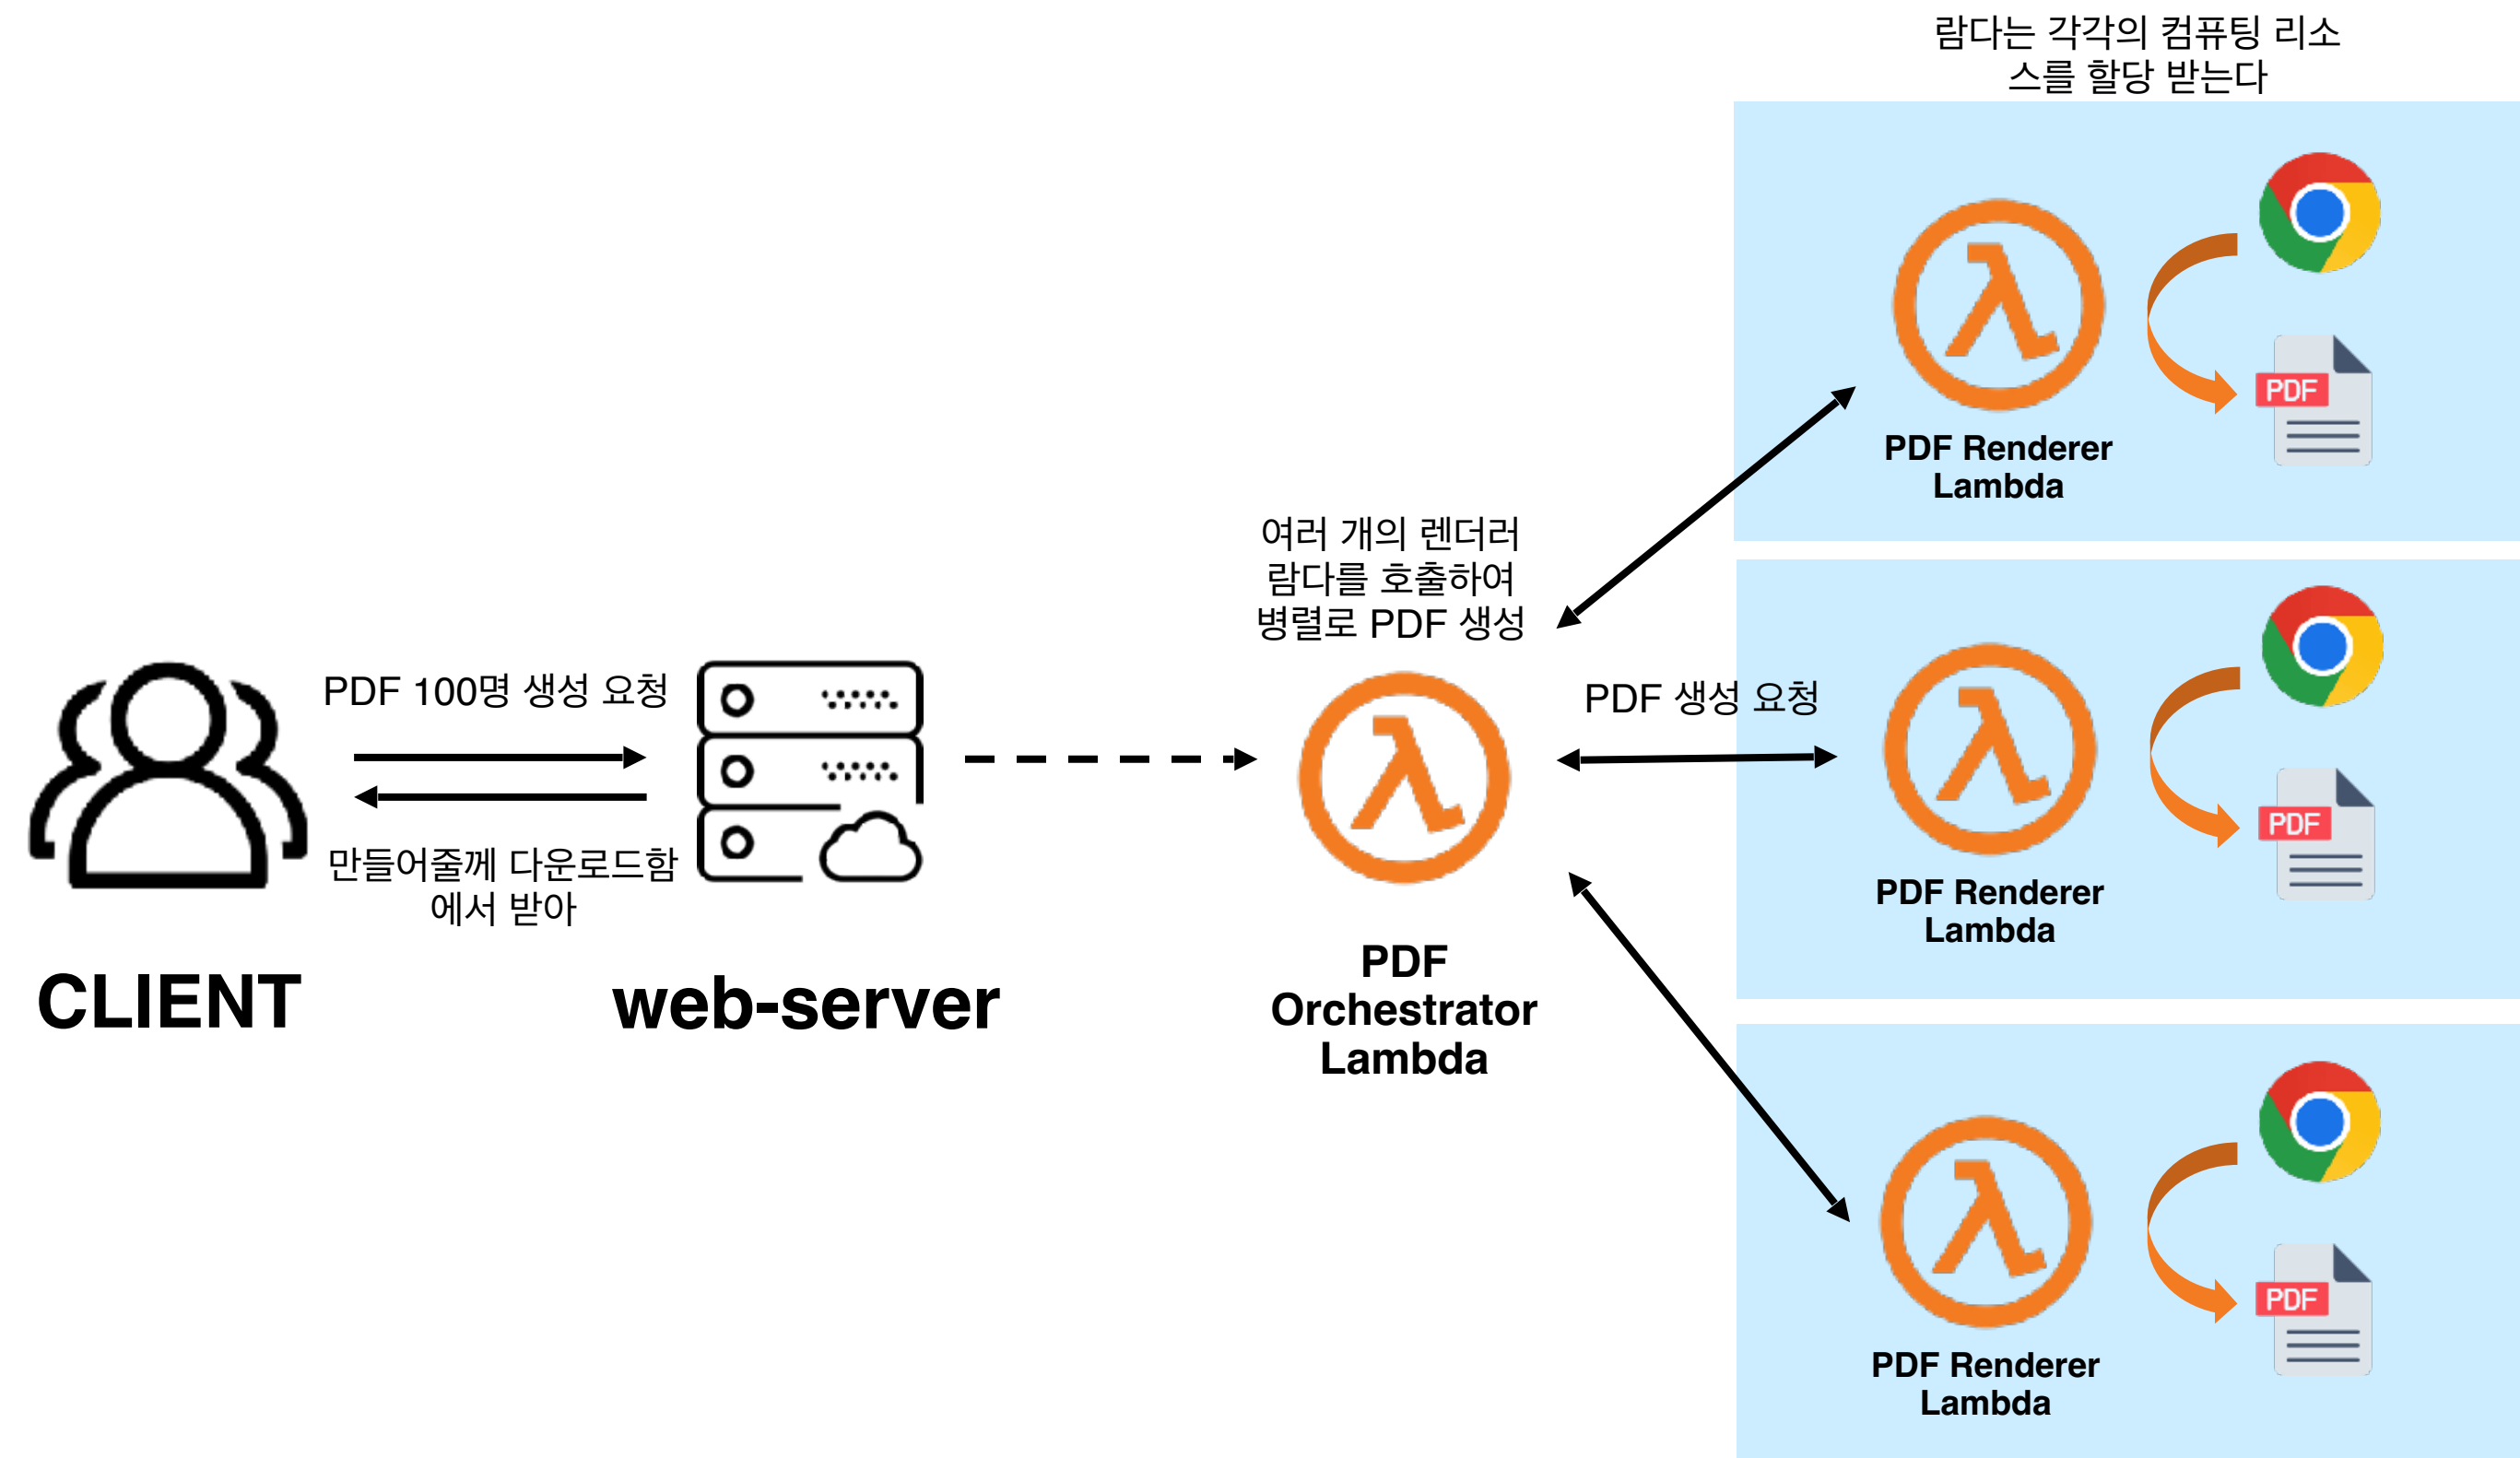 람다는 각각의 컴퓨팅 리소
스를 할당 받는다
PDF
PDF Renderer
Lambda
여러 개의 렌더러
람다를 호출하여
병렬로 PDF 생성
PDF 100명 생성 요청
만들어줄께 다운로드함
에서 받아
CLIENT
web-server
PDF
Orchestrator
Lambda
PDF 생성 요청
PDF
PDF Renderer
Lambda
PDF
PDF Renderer
Lambda